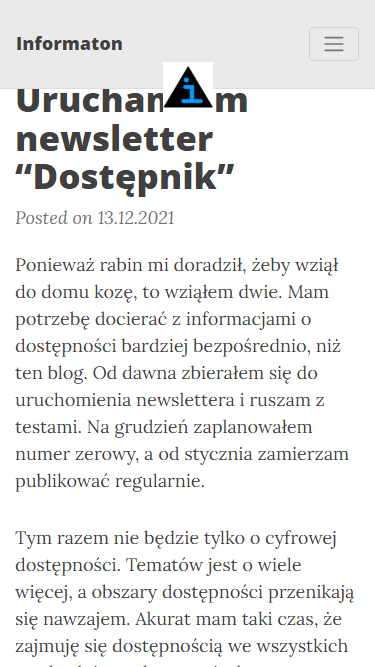 Informaton
newsletter
“Dostępnik”
Posted on 13.12.2021
Ponieważ rabin mi doradził, żeby wziął
do domu kozę, to wziąłem dwie. Mam
potrzebę docierać z informacjami o
dostępności bardziej bezpośrednio, niż
ten blog. Od dawna zbierałem się do
uruchomienia newslettera i ruszam z
testami. Na grudzień zaplanowałem
numer zerowy, a od stycznia zamierzam
publikować regularnie.
Tym razem nie będzie tylko o cyfrowej
dostępności. Tematów jest o wiele
więcej, a obszary dostępności przenikają
się nawzajem. Akurat mam taki czas, że
zajmuję się dostępnością we wszystkich